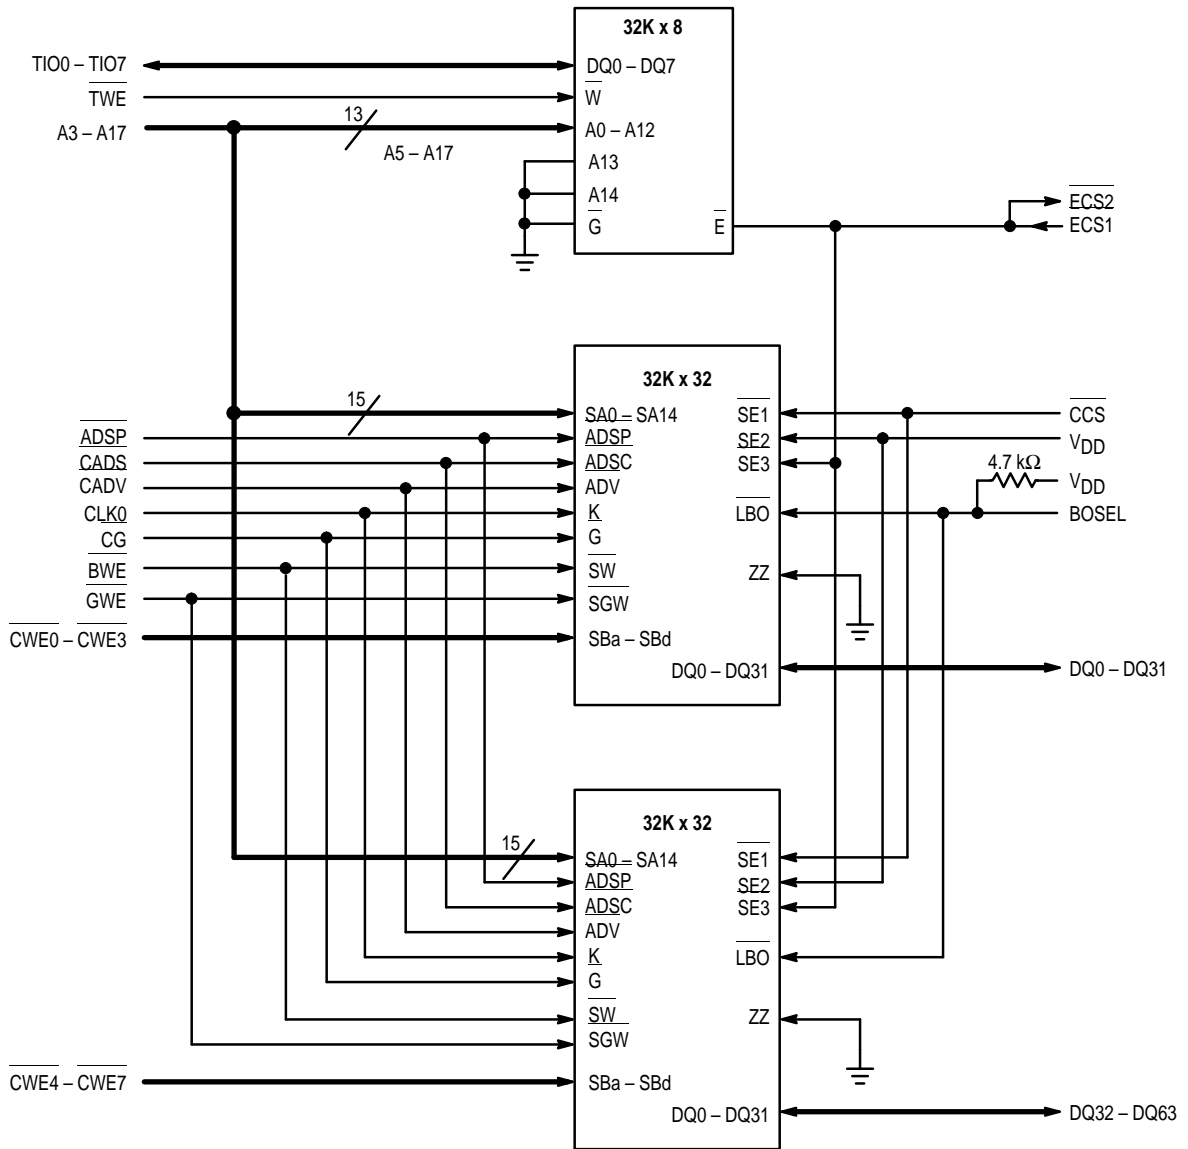 32K x 8
TIO0 – TIO7
DQ0 – DQ7
TWE
W
A3 – A17
13
A5 – A17
A0 – A12
A13
A14
G
E
ECS2
ECS1
32K x 32
15
SA0 – SA14
SE1
CCS
ADSP
ADSP
SE2
VDD
CADS
ADSC
SE3
4.7 kΩ
VDD
CADV
ADV
CLK0
K
LBO
BOSEL
CG
G
BWE
SW
ZZ
GWE
SGW
CWE0 – CWE3
SBa – SBd
DQ0 – DQ31
DQ0 – DQ31
32K x 32
15
SA0 – SA14
SE1
ADSP
SE2
ADSC
SE3
ADV
K
LBO
G
SW
ZZ
SGW
CWE4 – CWE7
SBa – SBd
DQ0 – DQ31
DQ32 – DQ63